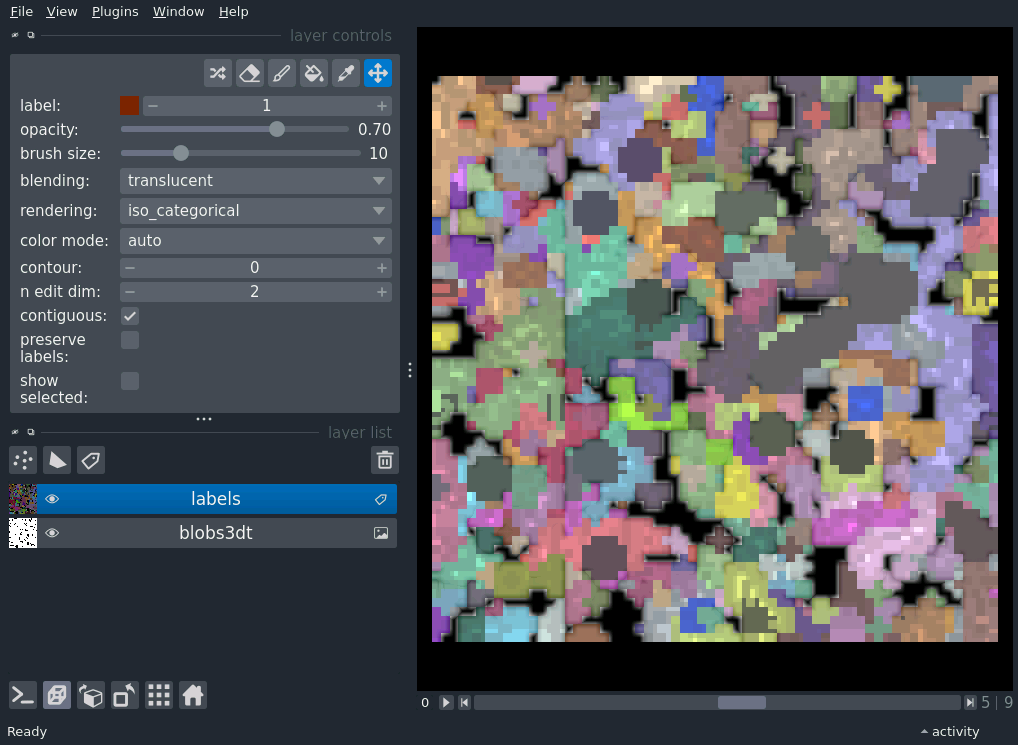 File View Plugins Window Help
layer controls
label: 1
opacity: 0.70
brush size: 10
blending: translucent
rendering: iso_categorical
color mode: auto
contour: 0
n edit dim: 2
contiguous:
preserve
labels:
show
selected:
layer list
labels
blobs3dt
0 5 | 9
Ready activity